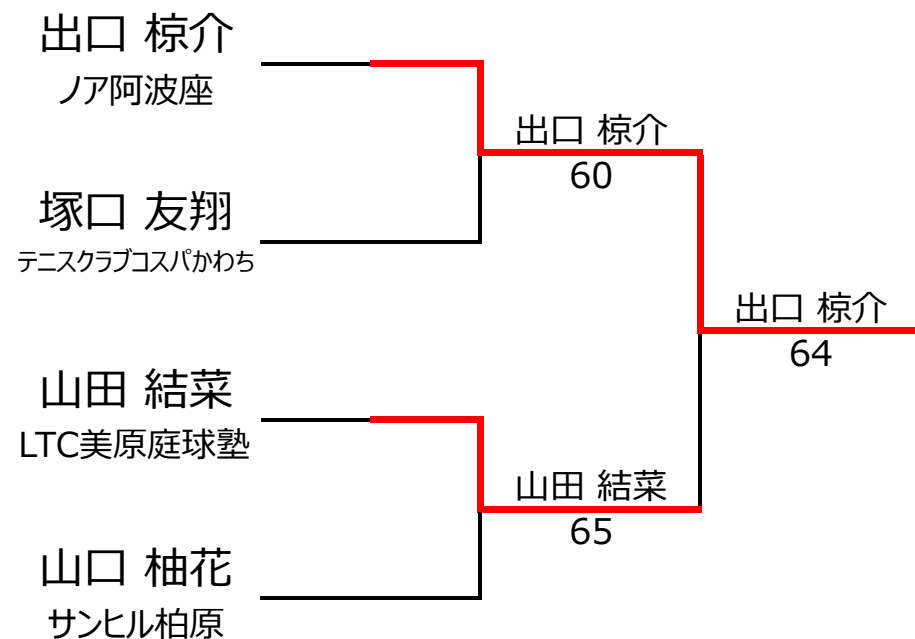 出口 椋介
ノア阿波座
塚口 友翔
テニスクラブコスパかわち
山田 結菜
LTC美原庭球塾
山口 柚花
サンヒル柏原
出口 椋介
60
山田 結菜
65
出口 椋介
64